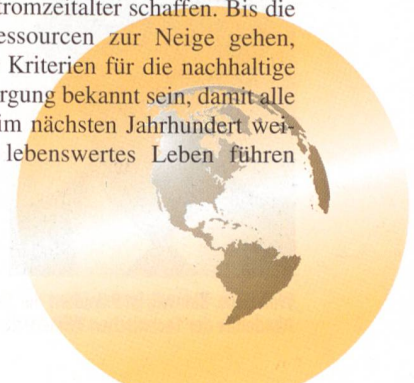 tromzeitalter schaffen. Bis die
essourcen zur Neige gehen,
Kriterien für die nachhaltige
rgung bekannt sein, damit alle
im nächsten Jahrhundert wei-
lebenswertes Leben führen